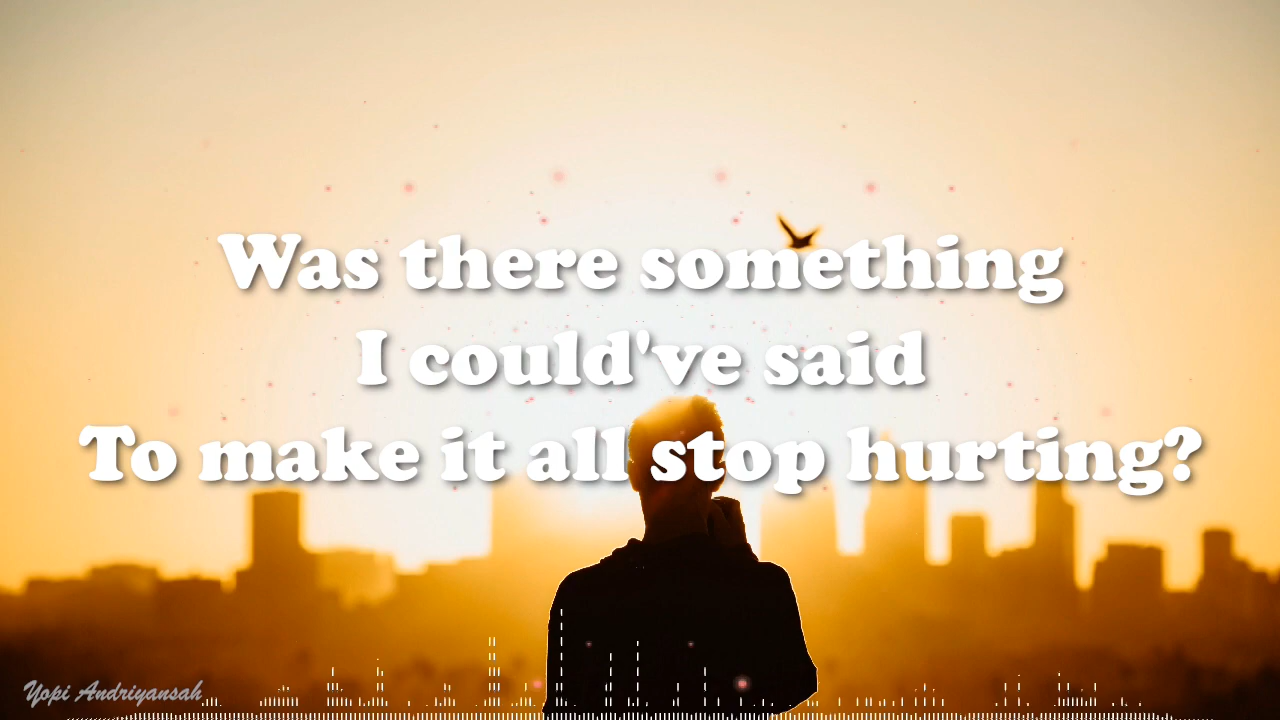 Was there something
I could've said
To make it all stop hurting?
Yopi Andriyansah